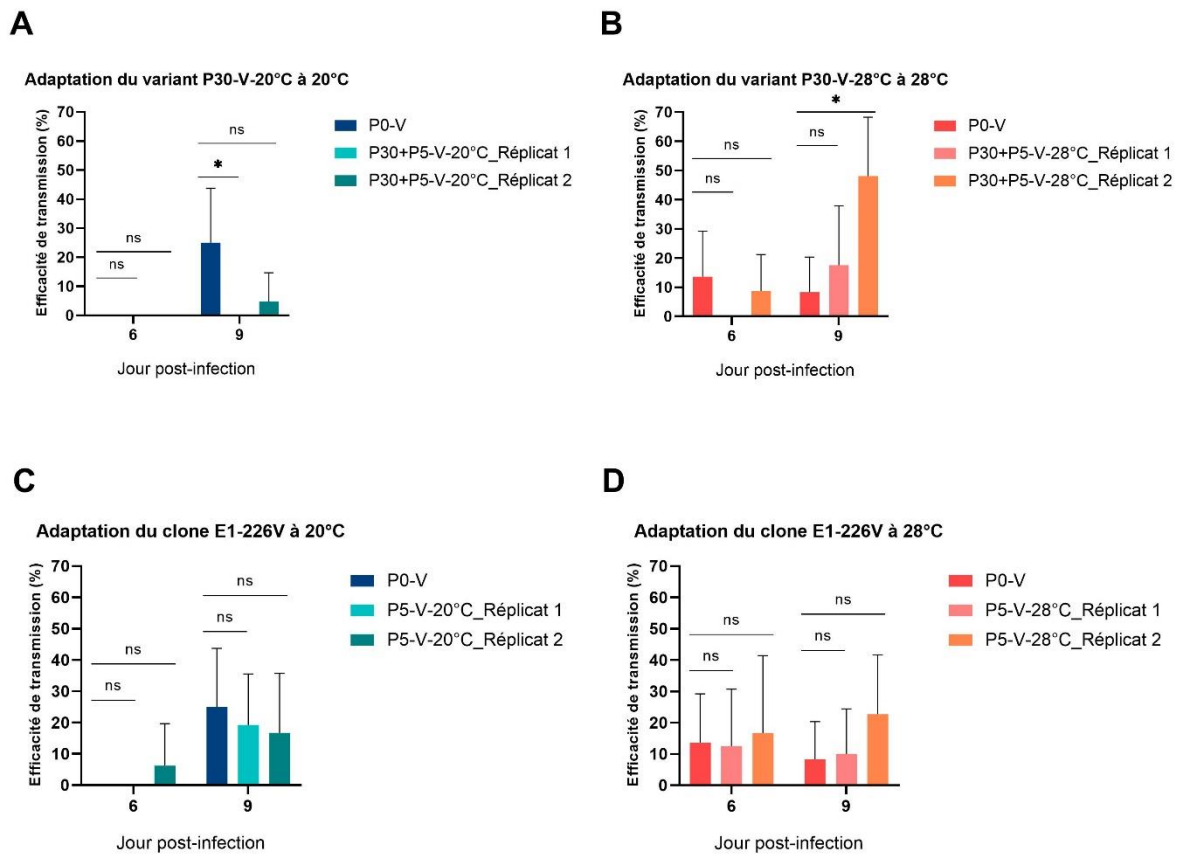 A
Adaptation du variant P30-V-20°C à 20°C
Efficacité de transmission (%)
70
60
50
40
30
20
10
0
ns
ns
ns
*
6
9
Jour post-infection
P0-V
P30+P5-V-20°C_Réplicat 1
P30+P5-V-20°C_Réplicat 2
B
Adaptation du variant P30-V-28°C à 28°C
Efficacité de transmission (%)
70
60
50
40
30
20
10
0
ns
ns
*
ns
6
9
Jour post-infection
P0-V
P30+P5-V-28°C_Réplicat 1
P30+P5-V-28°C_Réplicat 2
C
Adaptation du clone E1-226V à 20°C
Efficacité de transmission (%)
70
60
50
40
30
20
10
0
ns
ns
ns
ns
6
9
Jour post-infection
P0-V
P5-V-20°C_Réplicat 1
P5-V-20°C_Réplicat 2
D
Adaptation du clone E1-226V à 28°C
Efficacité de transmission (%)
70
60
50
40
30
20
10
0
ns
ns
ns
ns
6
9
Jour post-infection
P0-V
P5-V-28°C_Réplicat 1
P5-V-28°C_Réplicat 2